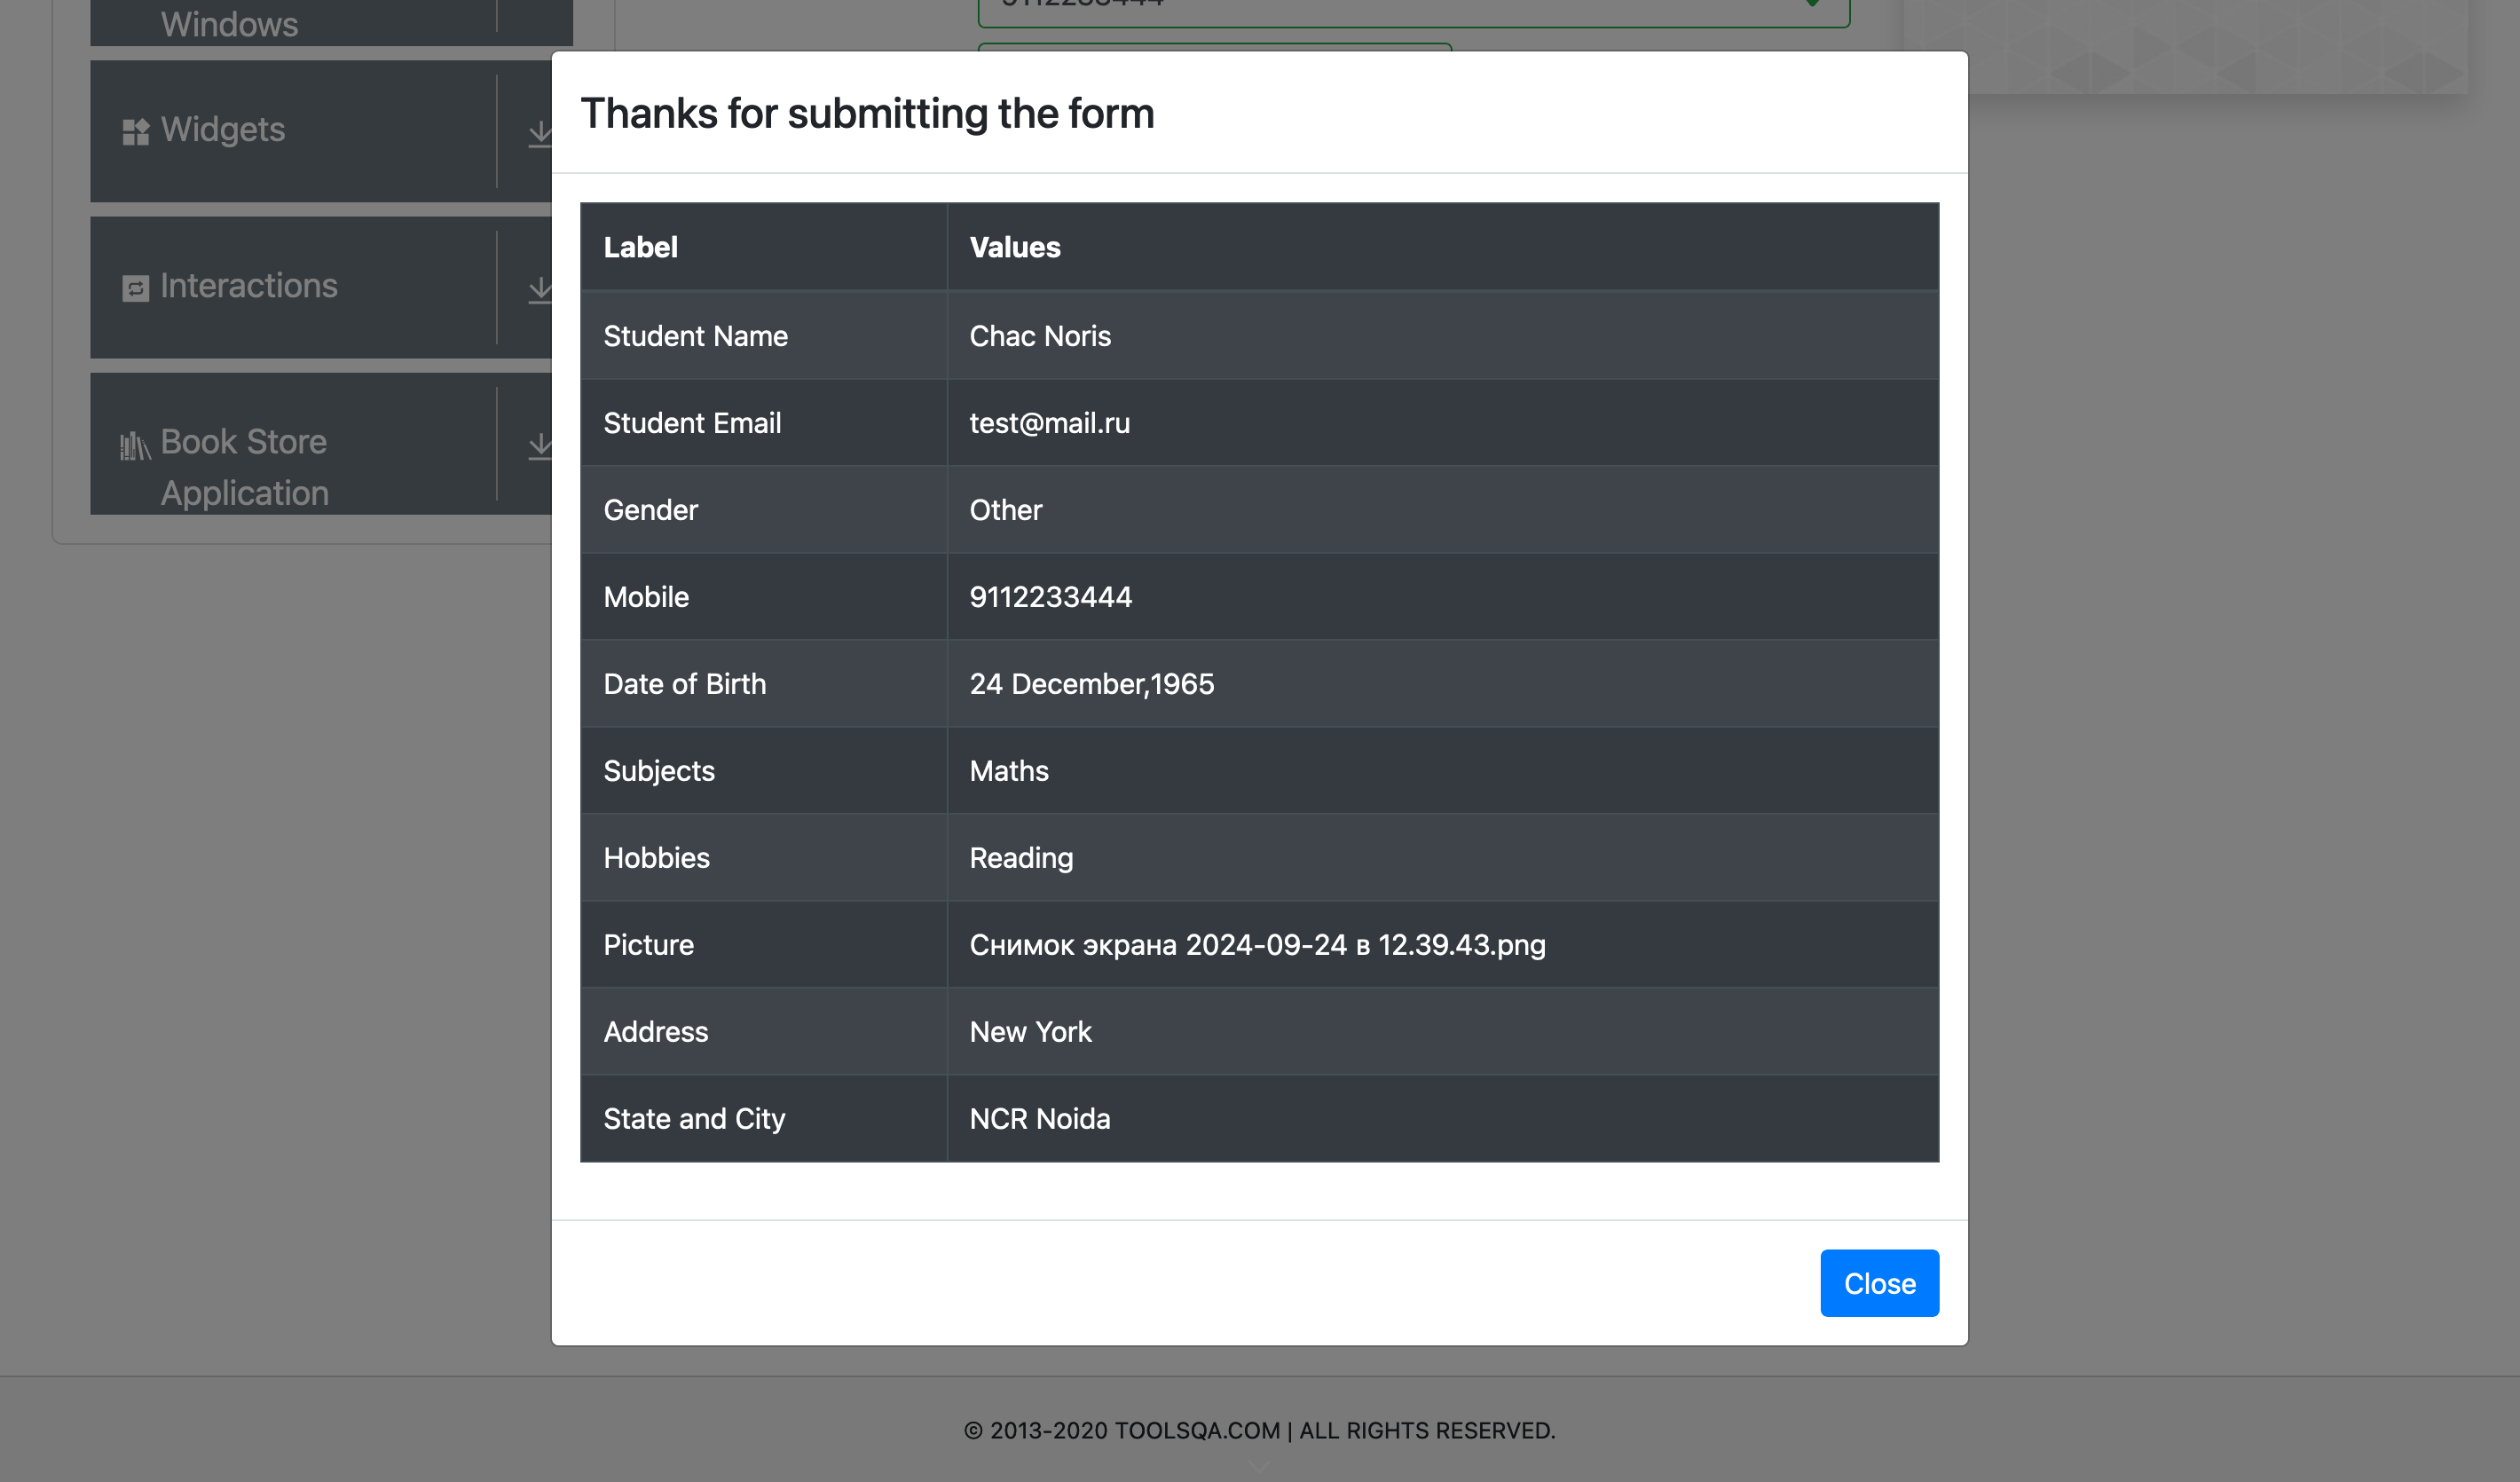 Windows
Widgets
Interactions
Book Store
Application
Thanks for submitting the form
Label Values
Student Name Chac Noris
Student Email test@mail.ru
Gender Other
Mobile 9112233444
Date of Birth 24 December,1965
Subjects Maths
Hobbies Reading
Picture Снимок экрана 2024-09-24 в 12.39.43.png
Address New York
State and City NCR Noida
Close
© 2013-2020 TOOLSQA.COM | ALL RIGHTS RESERVED.